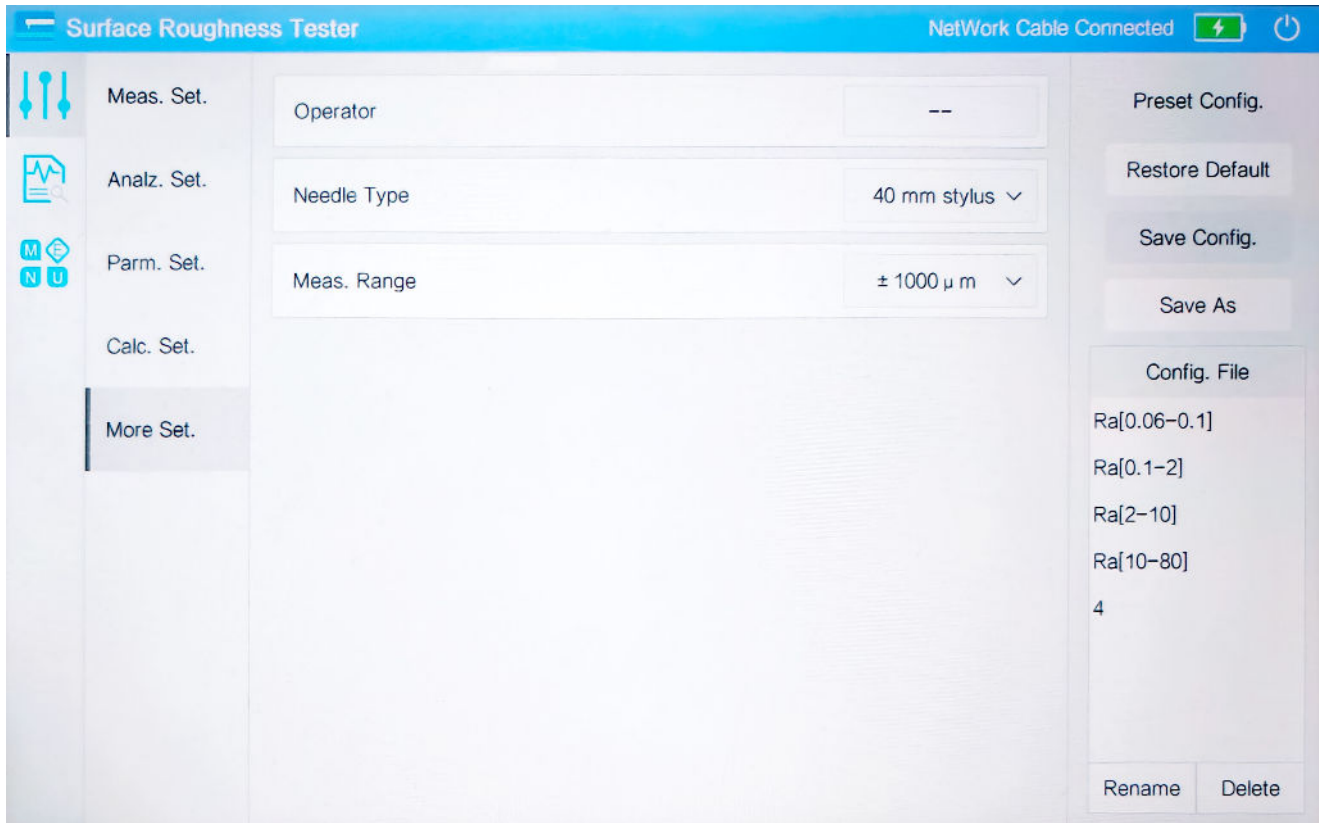 Surface Roughness Tester
NetWork Cable Connected
Meas. Set.
Analz. Set.
Parm. Set.
Calc. Set.
More Set.
M E
N U
Operator
--
Needle Type
40 mm stylus
Meas. Range
± 1000 μ m
Preset Config.
Restore Default
Save Config.
Save As
Config. File
Ra[0.06-0.1]
Ra[0.1-2]
Ra[2-10]
Ra[10-80]
4
Rename
Delete